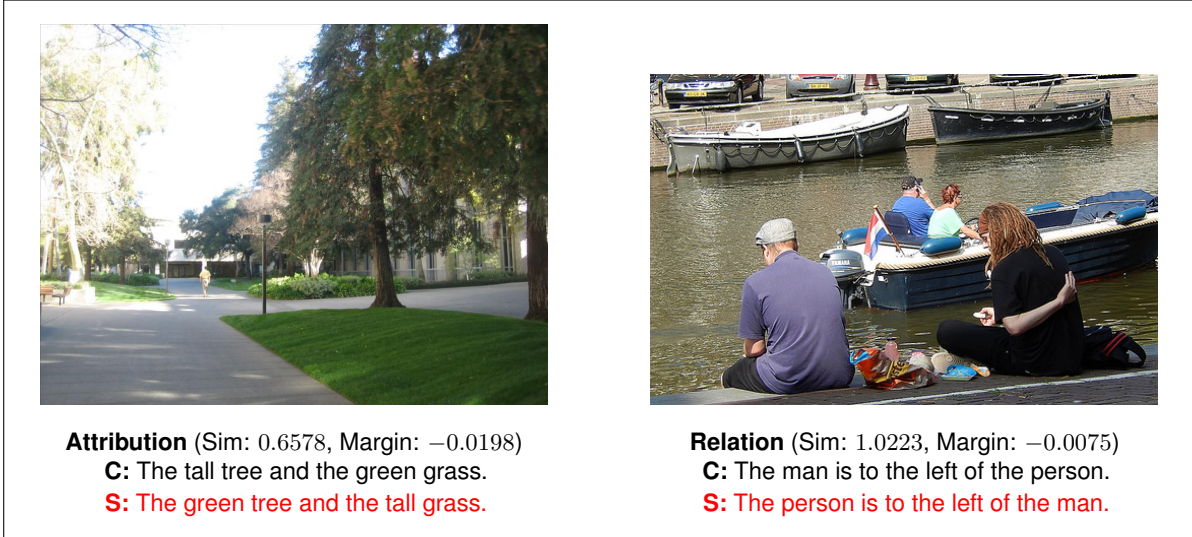 Attribution (Sim: 0.6578, Margin: −0.0198)
C: The tall tree and the green grass.
S: The green tree and the tall grass.
YAMAHA
Relation (Sim: 1.0223, Margin: −0.0075)
C: The man is to the left of the person.
S: The person is to the left of the man.